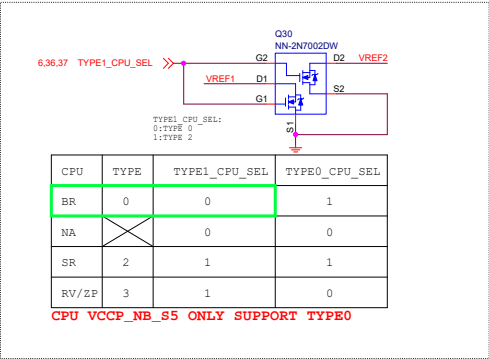 Q30
NN-2N7002DW
6,36,37 TYPE1_CPU_SEL
G2
D2
VREF2
VREF1
D1
S2
G1
S1
TYPE1_CPU_SEL:
0:TYPE 0
1:TYPE 2
CPU TYPE TYPE1_CPU_SEL TYPE0_CPU_SEL
BR 0 0 1
NA 0 0
SR 2 1 1
RV/ZP 3 1 0
CPU VCCP_NB_S5 ONLY SUPPORT TYPE0